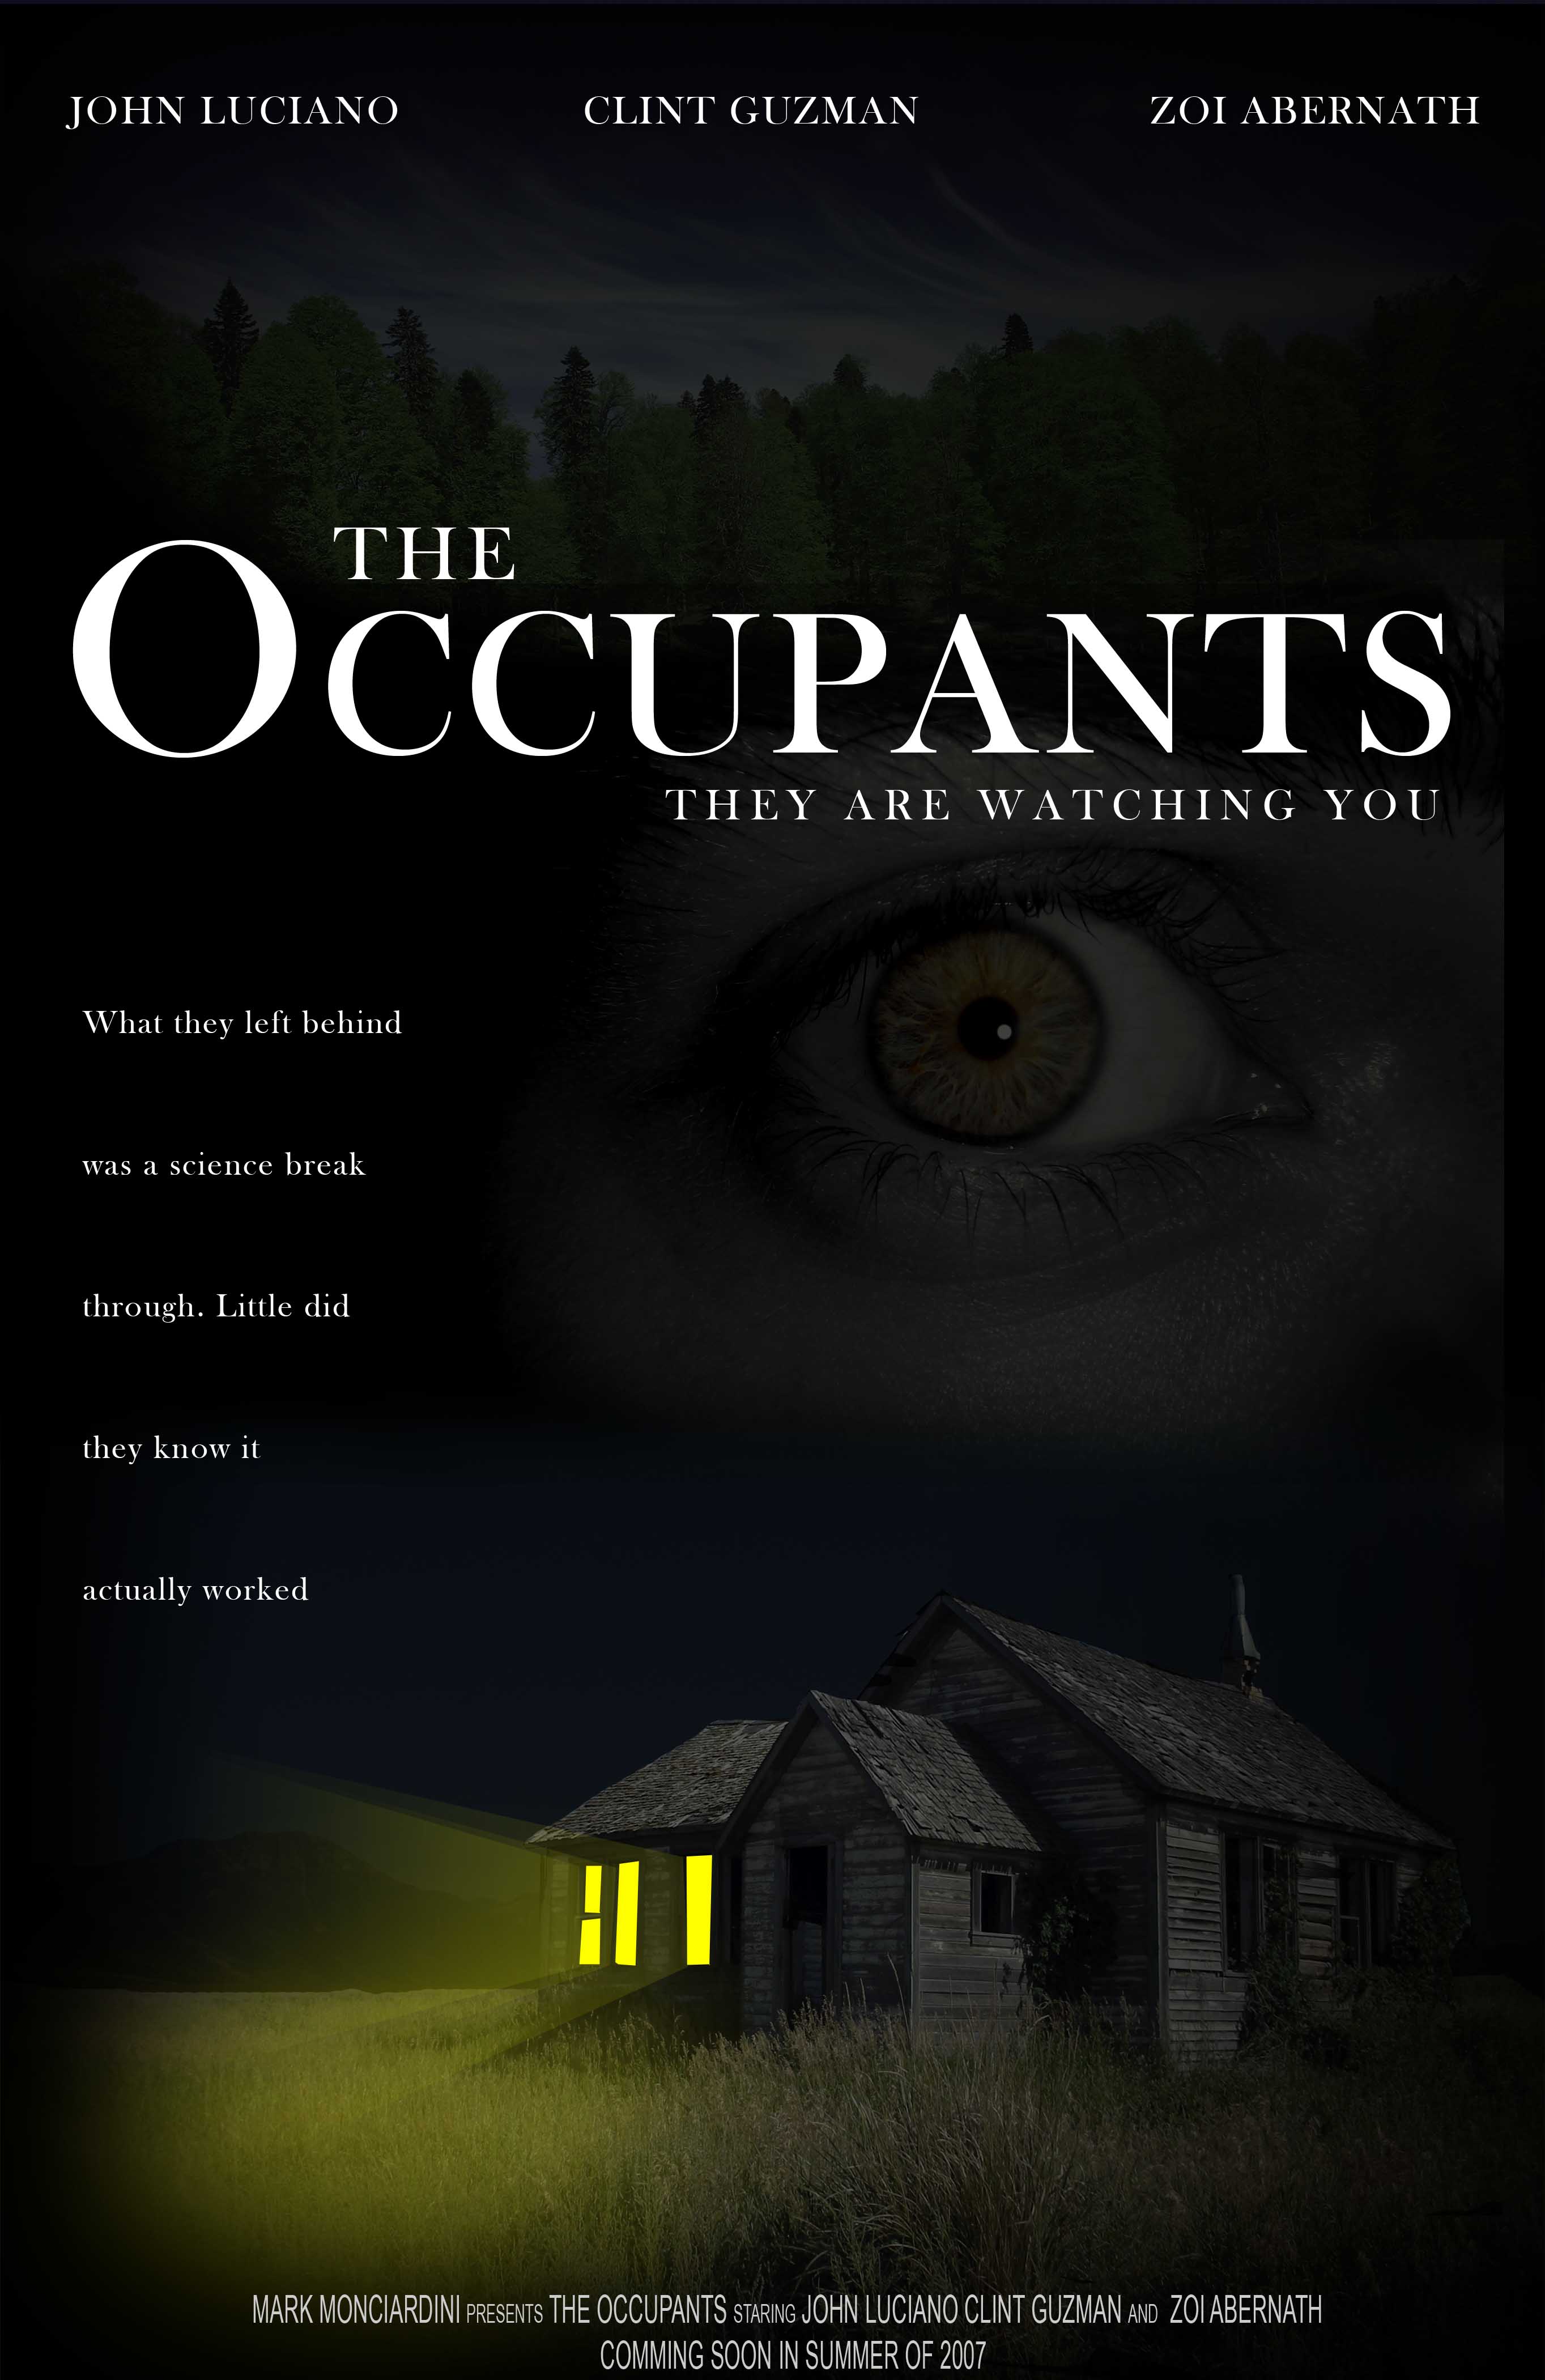 JOHN LUCIANO CLINT GUZMAN ZOI ABERNATH
THE
OCCUPANTS
THEY ARE WATCHING YOU
What they left behind
was a science break
through. Little did
they know it
actually worked
MARK MONCIARDINI PRESENTS THE OCCUPANTS STARING JOHN LUCIANO CLINT GUZMAN AND ZOI ABERNATH
COMMING SOON IN SUMMER OF 2007